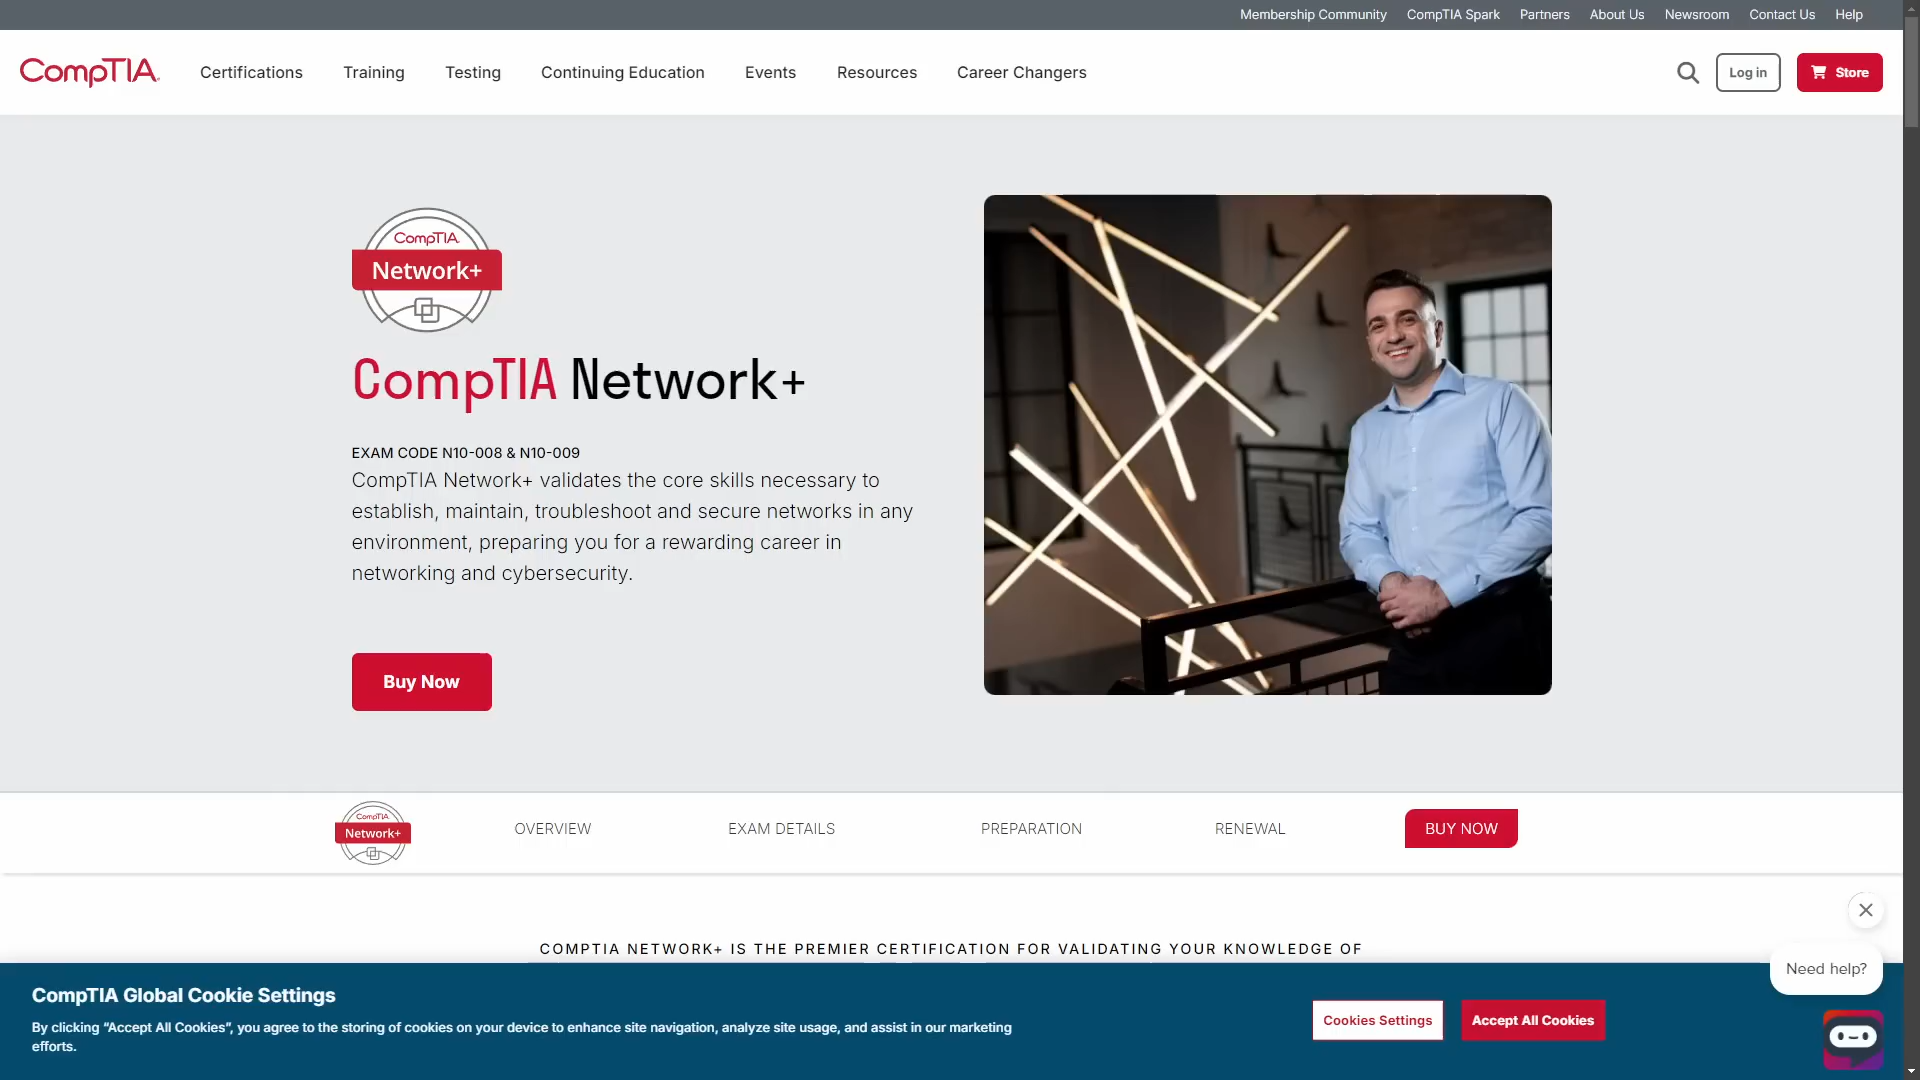 Membership Community CompTIA Spark Partners About Us Newsroom Contact Us Help
CompTIA. Certifications Training Testing Continuing Education Events Resources Career Changers Log in Store
CompTIA.
Network+
CompTIA Network+
EXAM CODE N10-008 & N10-009
CompTIA Network+ validates the core skills necessary to
establish, maintain, troubleshoot and secure networks in any
environment, preparing you for a rewarding career in
networking and cybersecurity.
Buy Now
CompTIA.
Network+
OVERVIEW EXAM DETAILS PREPARATION RENEWAL BUY NOW
COMPTIA NETWORK+ IS THE PREMIER CERTIFICATION FOR VALIDATING YOUR KNOWLEDGE OF
Need help?
CompTIA Global Cookie Settings
By clicking “Accept All Cookies”, you agree to the storing of cookies on your device to enhance site navigation, analyze site usage, and assist in our marketing
efforts.
Cookies Settings Accept All Cookies